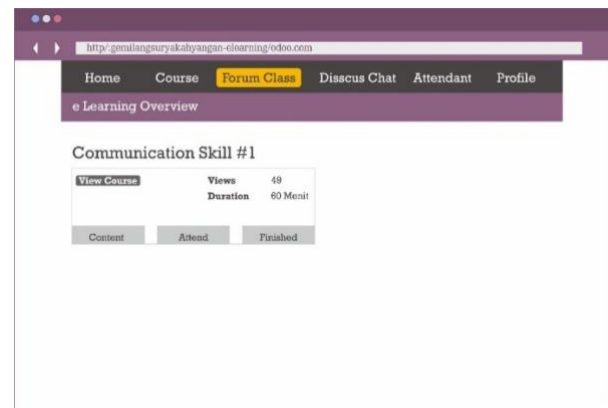 http/:gemilangsuryakahyangan-elearning/odoo.com
Home Course Forum Class Disscus Chat Attendant Profile
e Learning Overview
Communication Skill #1
View Course Views 49
Duration 60 Menit
Content Attend Finished